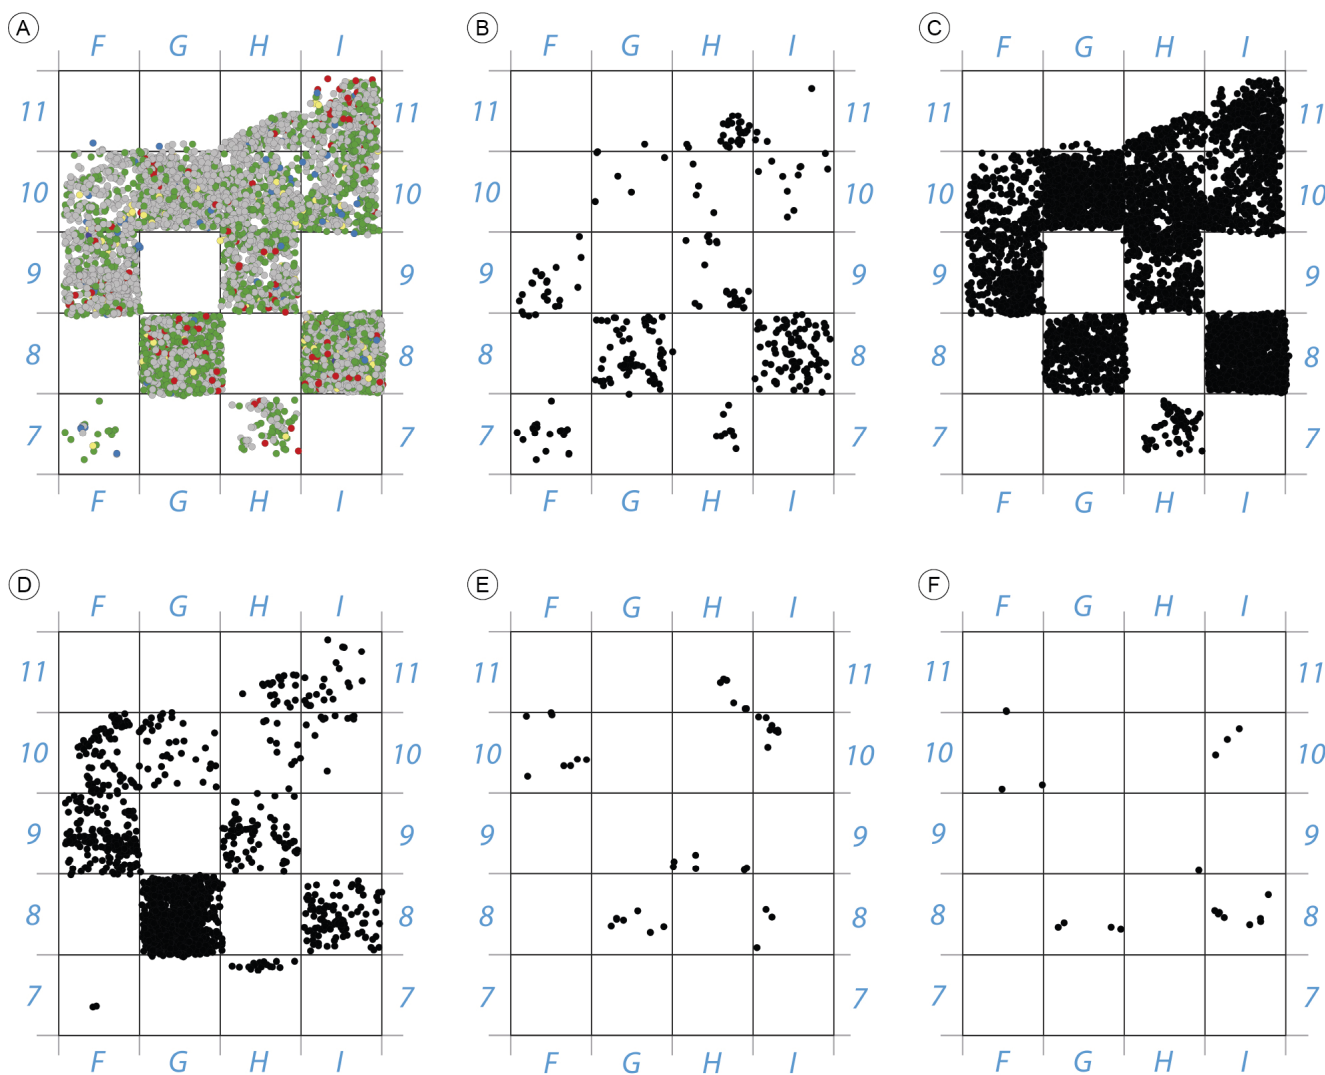 A B C
F G H I F G H I F G H I
11 11 11 11 11 11
10 10 10 10 10 10
9 9 9 9 9 9
8 8 8 8 8 8
7 7 7 7 7 7
F G H I F G H I F G H I
D E F
F G H I F G H I F G H I
11 11 11 11 11 11
10 10 10 10 10 10
9 9 9 9 9 9
8 8 8 8 8 8
7 7 7 7 7 7
F G H I F G H I F G H I